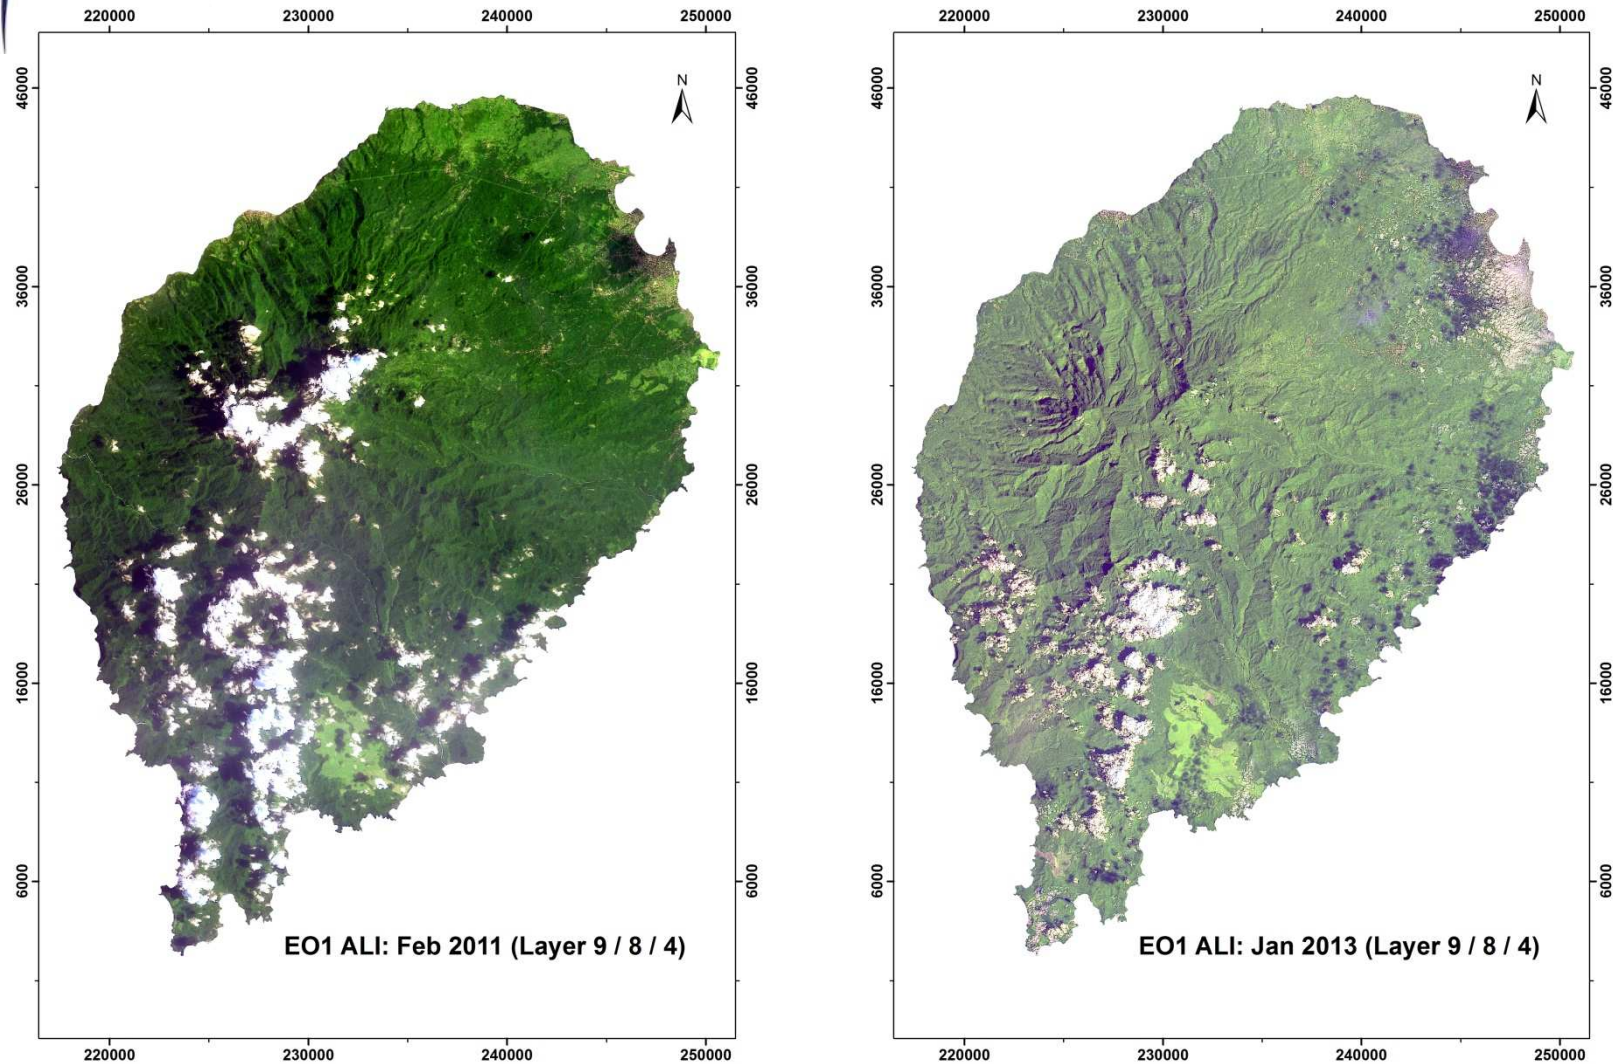 220000 230000 240000 250000
220000 230000 240000 250000
N
N
46000 46000 46000 46000
36000 36000 36000 36000
26000 26000 26000 26000
16000 16000 16000 16000
6000 6000 6000 6000
EO1 ALI: Feb 2011 (Layer 9 / 8 / 4)
EO1 ALI: Jan 2013 (Layer 9 / 8 / 4)
220000 230000 240000 250000
220000 230000 240000 250000